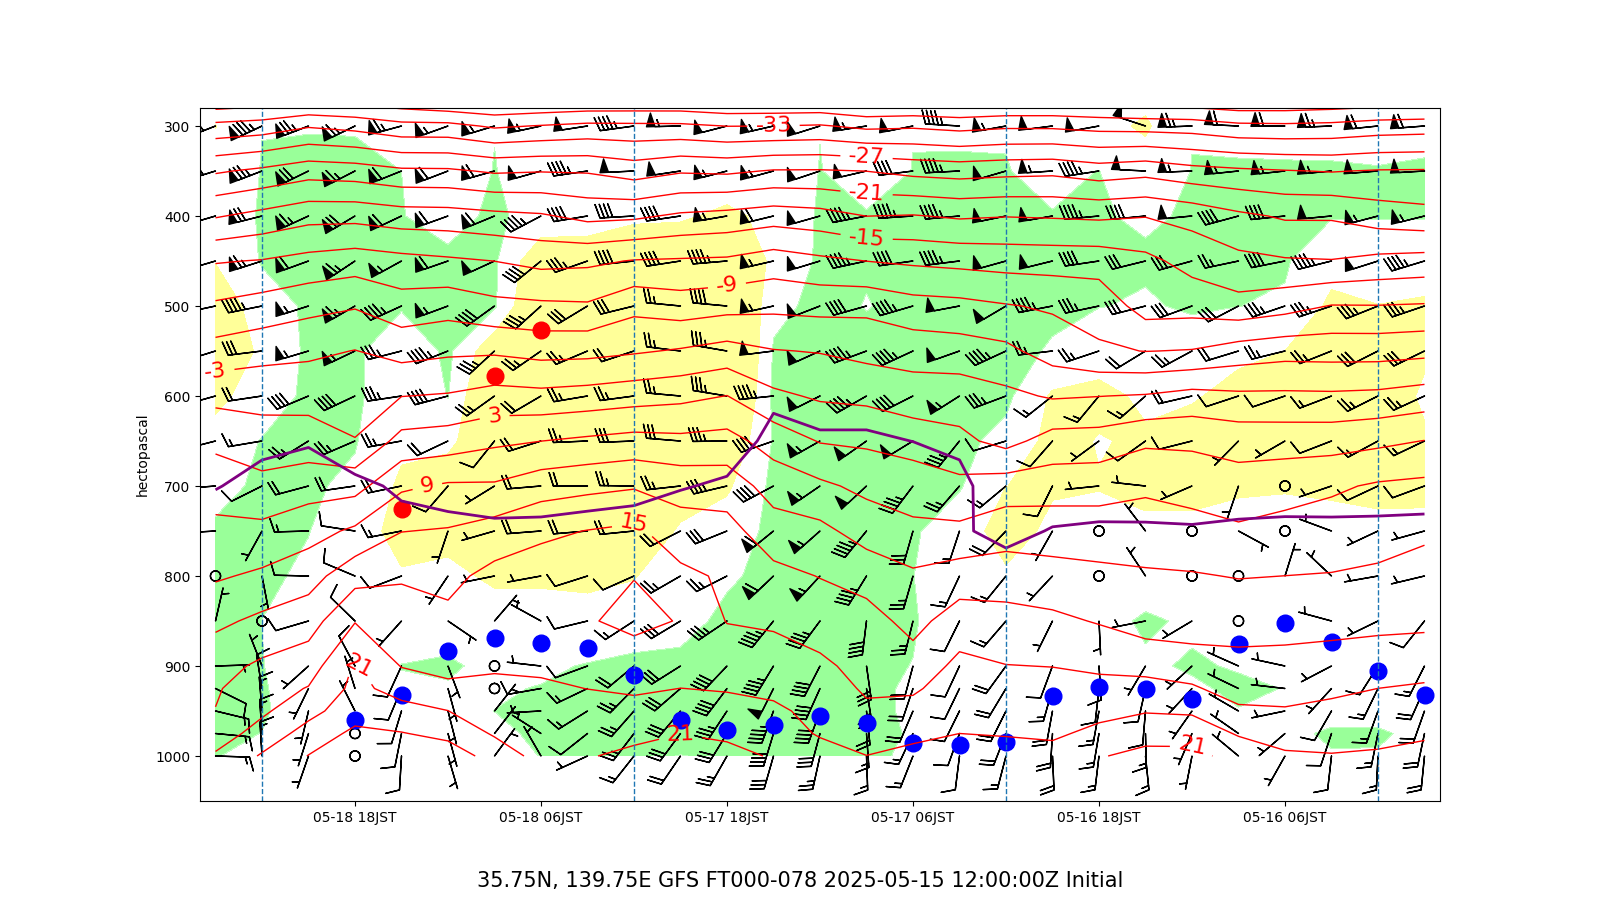 300
400
500
600
700
800
900
1000
hectopascal
-33
-27
-21
-15
-9
-3
3
9
15
21
21
21
05-18 18JST
05-18 06JST
05-17 18JST
05-17 06JST
05-16 18JST
05-16 06JST
35.75N, 139.75E GFS FT000-078 2025-05-15 12:00:00Z Initial